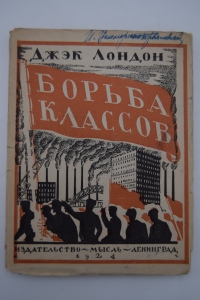 ДЖЭК ЛОНДОН
БОРЬБА
КЛАССОВ
ИЗДАТЕЛЬСТВО-МЫСЛЬ-ЛЕНИНГРАД
1924